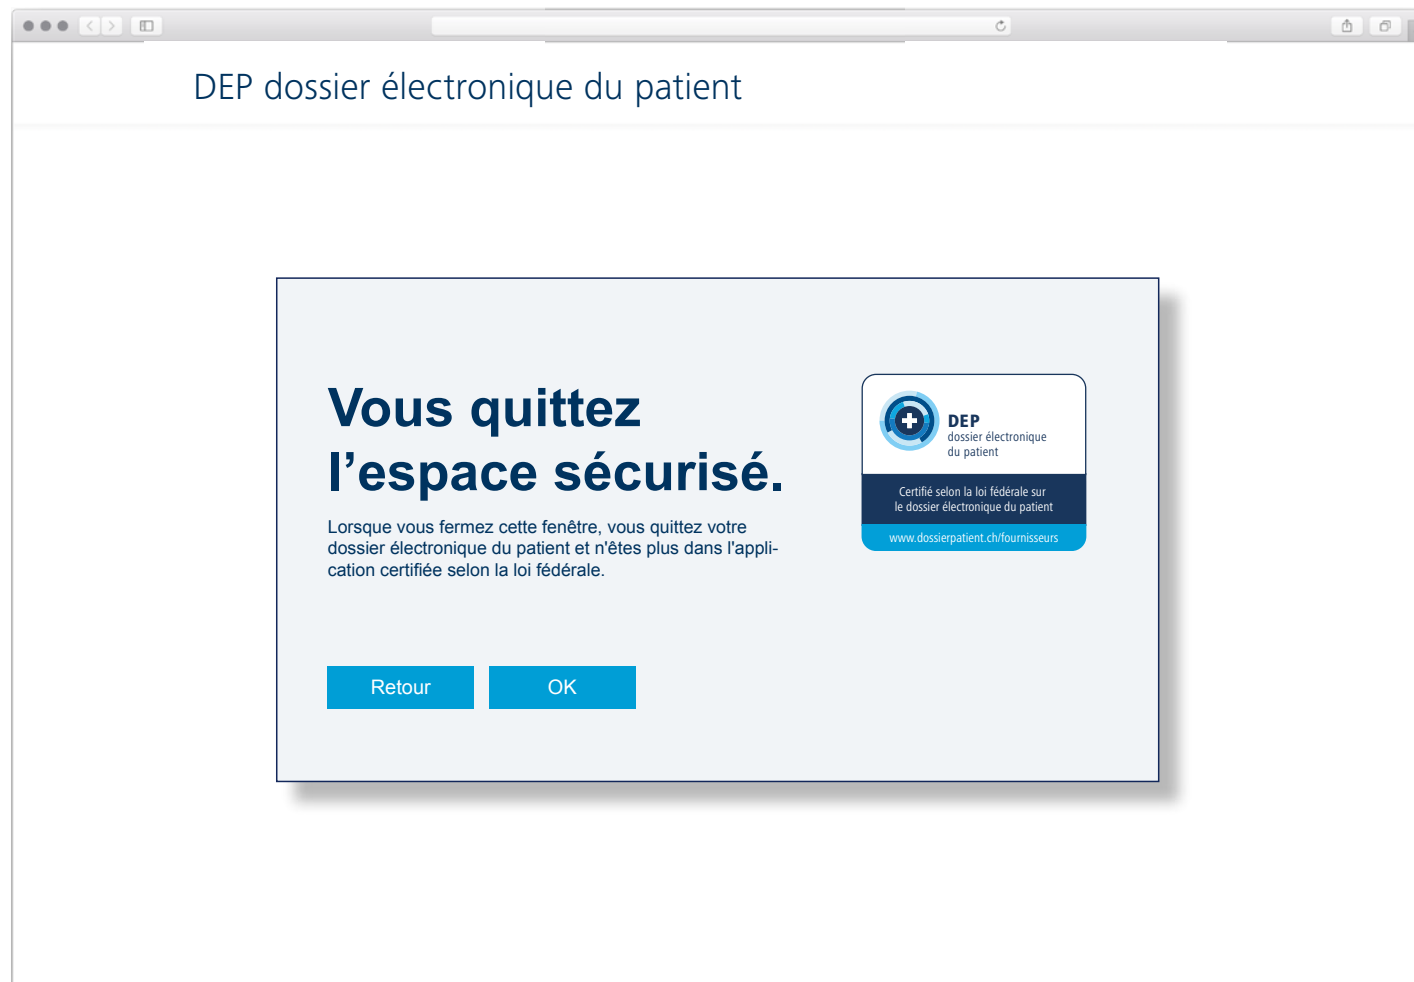 DEP dossier électronique du patient
Vous quittez
l’espace sécurisé.
Lorsque vous fermez cette fenêtre, vous quittez votre
dossier électronique du patient et n'êtes plus dans l'appli-
cation certifiée selon la loi fédérale.
Retour
OK
DEP
dossier électronique
du patient
Certifié selon la loi fédérale sur
le dossier électronique du patient
www.dossierpatient.ch/fournisseurs